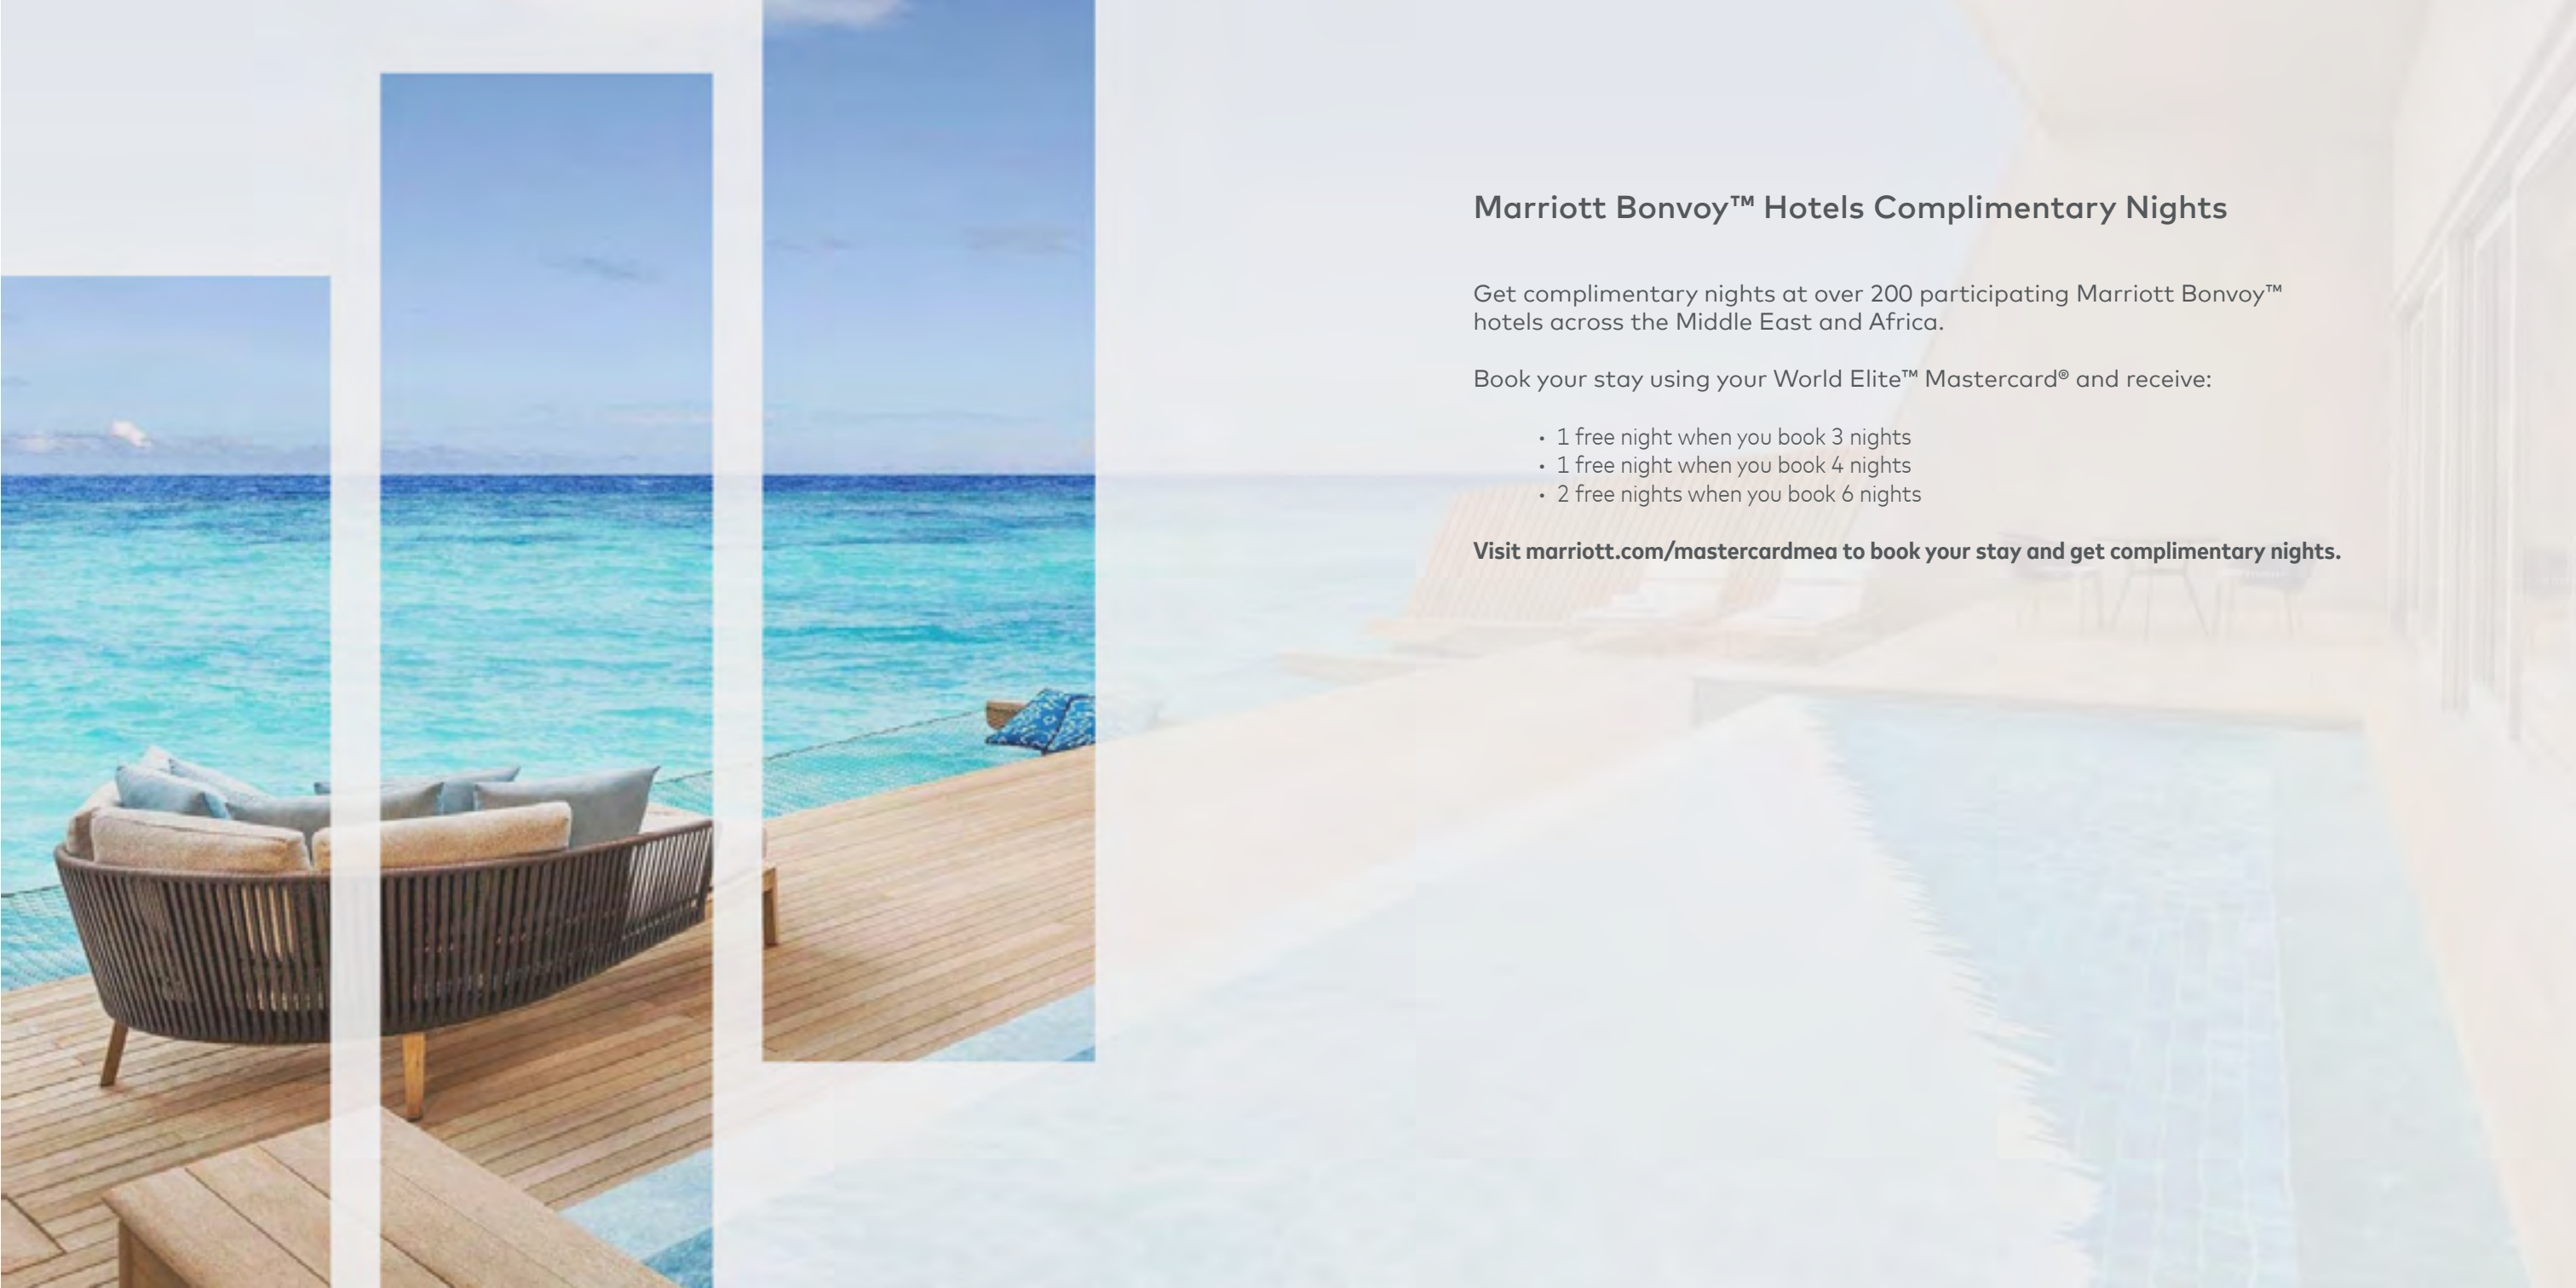 Marriott Bonvoy™ Hotels Complimentary Nights
Get complimentary nights at over 200 participating Marriott Bonvoy™
hotels across the Middle East and Africa.
Book your stay using your World Elite™ Mastercard® and receive:
• 1 free night when you book 3 nights
• 1 free night when you book 4 nights
• 2 free nights when you book 6 nights
Visit marriott.com/mastercardmea to book your stay and get complimentary nights.